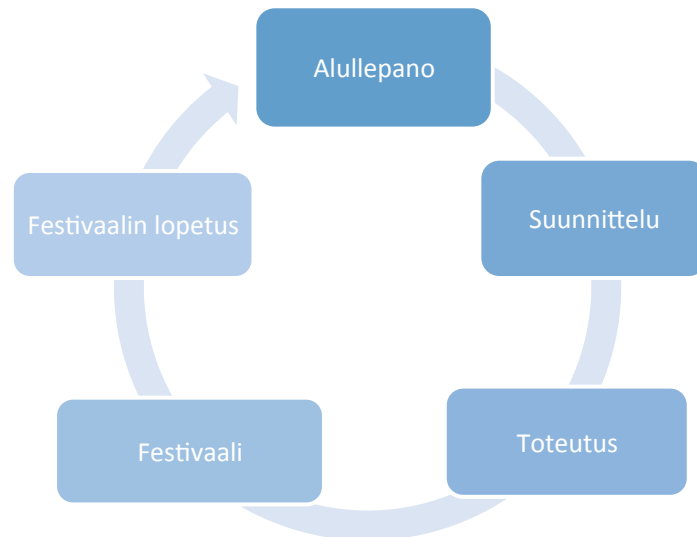 Alullepano
Suunnittelu
Toteutus
Festivaali
Festivaalin lopetus